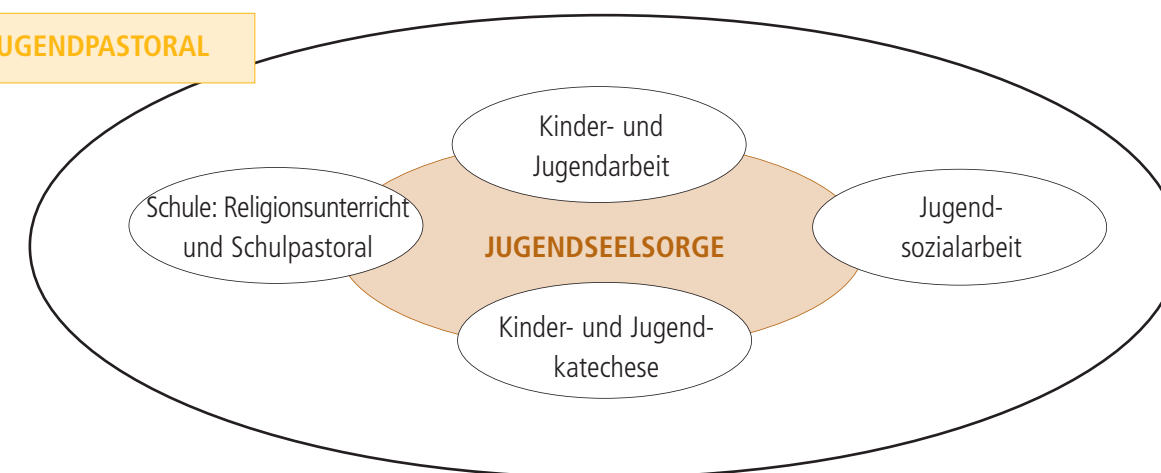 UGENDPASTORAL
Kinder- und
Jugendarbeit
Schule: Religionsunterricht
und Schulpastoral
JUGENDSEELSORGE
Jugend-
sozialarbeit
Kinder- und Jugend-
katechese